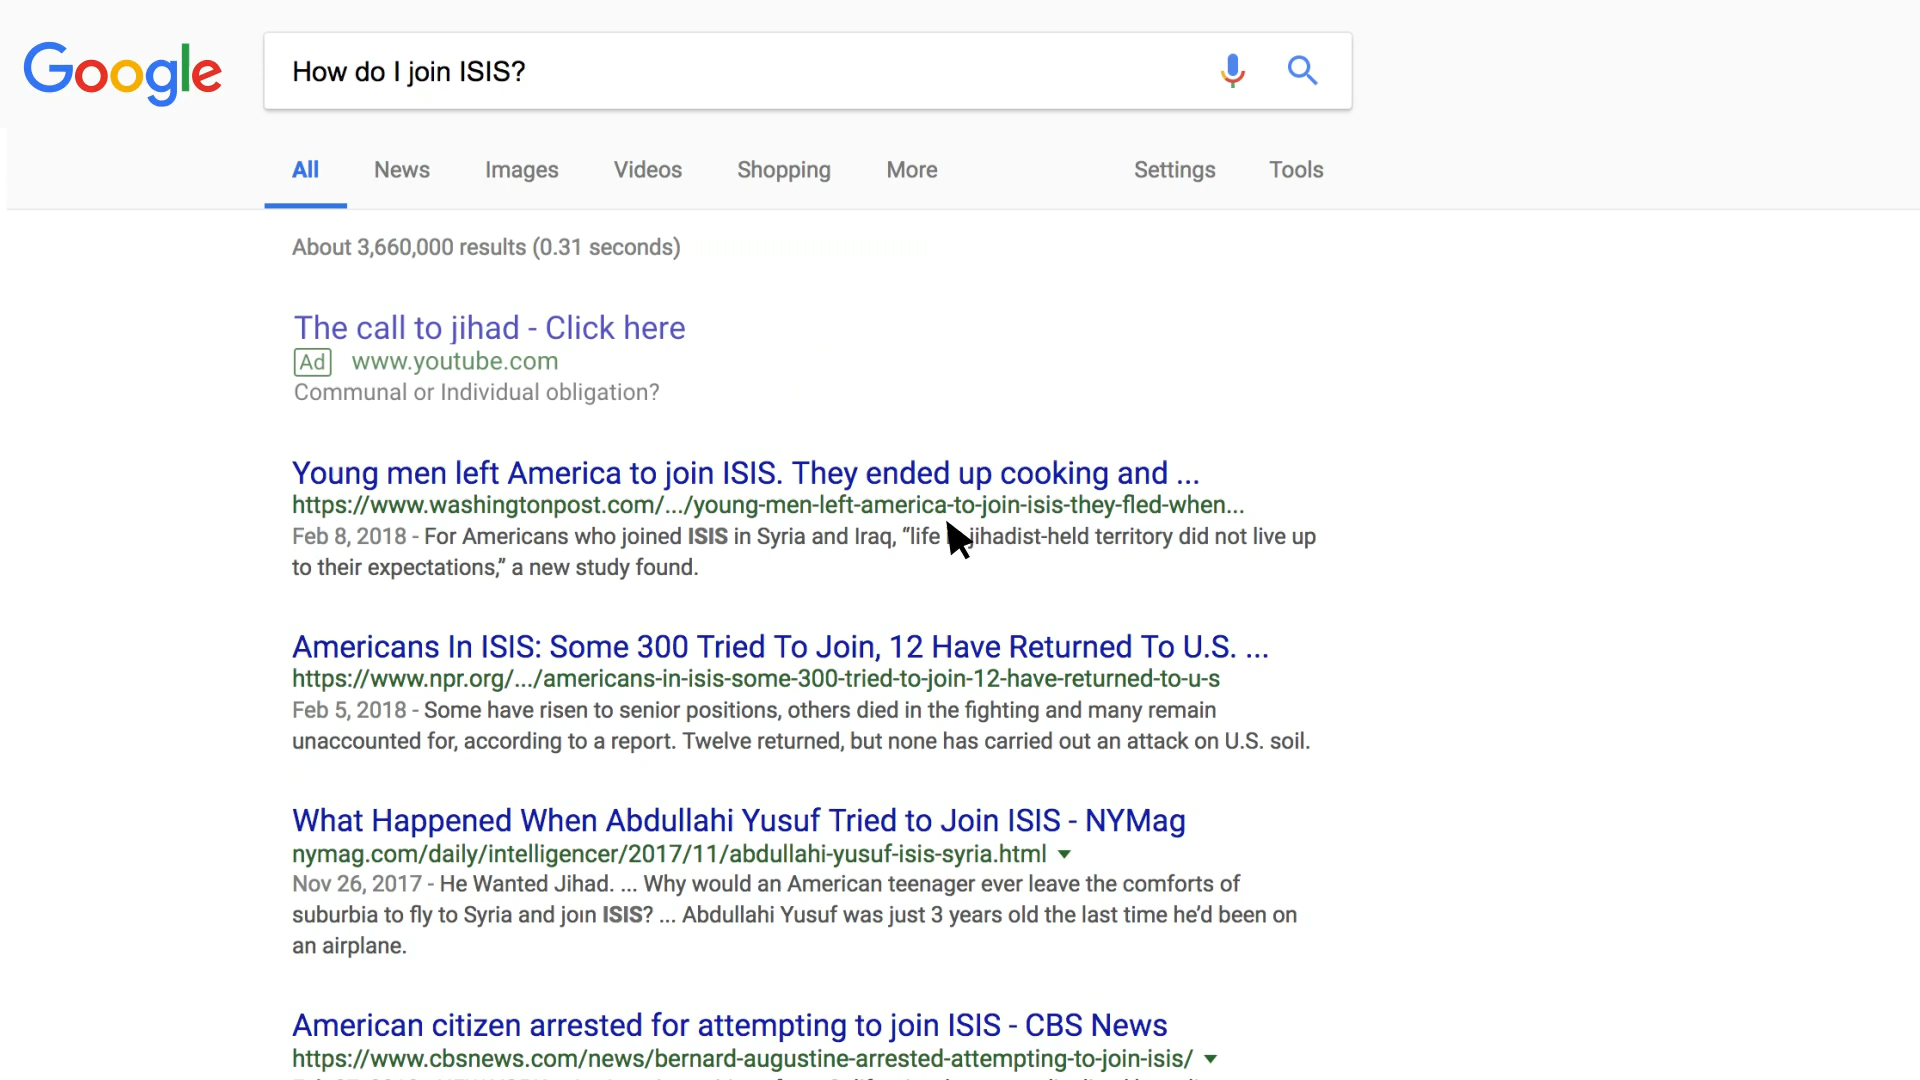 Google
How do I join ISIS?
All News Images Videos Shopping More Settings Tools
About 3,660,000 results (0.31 seconds)
The call to jihad - Click here
Ad www.youtube.com
Communal or Individual obligation?
Young men left America to join ISIS. They ended up cooking and ...
https://www.washingtonpost.com/.../young-men-left-america-to-join-isis-they-fled-when...
Feb 8, 2018 - For Americans who joined ISIS in Syria and Iraq, “life jihadist-held territory did not live up
to their expectations,” a new study found.
Americans In ISIS: Some 300 Tried To Join, 12 Have Returned To U.S. ...
https://www.npr.org/.../americans-in-isis-some-300-tried-to-join-12-have-returned-to-u-s
Feb 5, 2018 - Some have risen to senior positions, others died in the fighting and many remain
unaccounted for, according to a report. Twelve returned, but none has carried out an attack on U.S. soil.
What Happened When Abdullahi Yusuf Tried to Join ISIS - NYMag
nymag.com/daily/intelligencer/2017/11/abdullahi-yusuf-isis-syria.html
Nov 26, 2017 - He Wanted Jihad. ... Why would an American teenager ever leave the comforts of
suburbia to fly to Syria and join ISIS? ... Abdullahi Yusuf was just 3 years old the last time he’d been on
an airplane.
American citizen arrested for attempting to join ISIS - CBS News
https://www.cbsnews.com/news/bernard-augustine-arrested-attempting-to-join-isis/